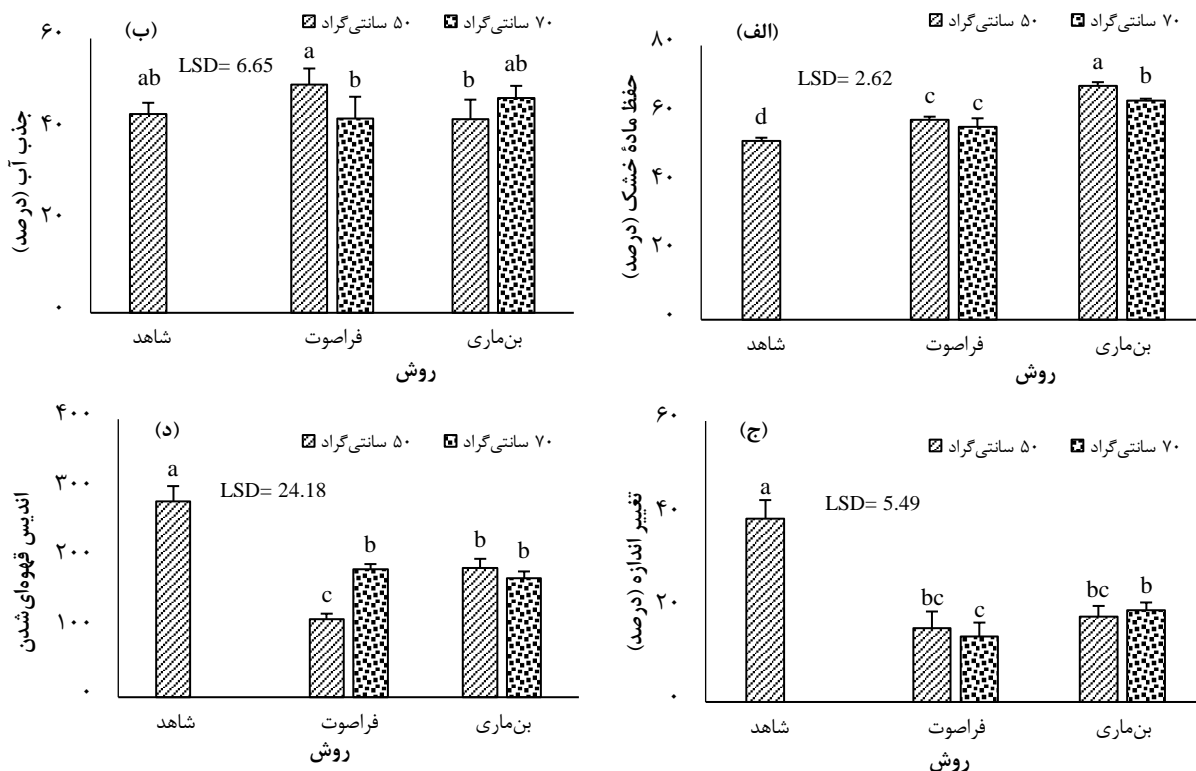 (الف)
۵۰ سانتی‌گراد
۷۰ سانتی‌گراد
LSD= 2.62
حفظ مادهٔ خشک (درصد)
۸۰
۶۰
۴۰
۲۰
۰
d
c
c
a
b
شاهد
فراصوت
بن‌ماری
روش
(ب)
۵۰ سانتی‌گراد
۷۰ سانتی‌گراد
LSD= 6.65
جذب آب (درصد)
۶۰
۴۰
۲۰
۰
ab
a
b
b
ab
شاهد
فراصوت
بن‌ماری
روش
(ج)
۵۰ سانتی‌گراد
۷۰ سانتی‌گراد
LSD= 5.49
تغییر اندازه (درصد)
۶۰
۴۰
۲۰
۰
a
bc
c
bc
b
شاهد
فراصوت
بن‌ماری
روش
(د)
۵۰ سانتی‌گراد
۷۰ سانتی‌گراد
LSD= 24.18
اندیس قهوه‌ای‌شدن
۴۰۰
۳۰۰
۲۰۰
۱۰۰
۰
a
c
b
b
b
شاهد
فراصوت
بن‌ماری
روش